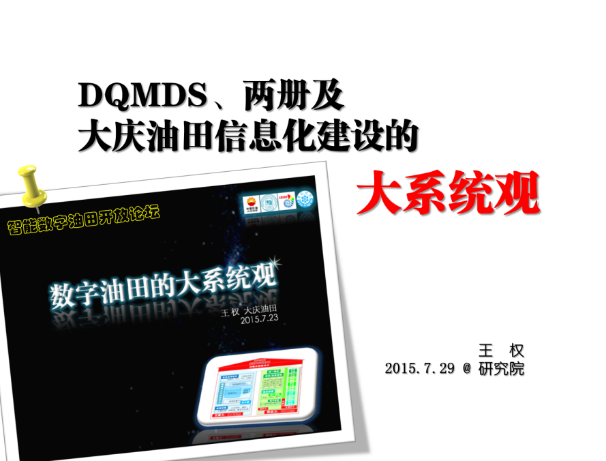 DQMDS、两册及
大庆油田信息化建设的
大系统观
智能数字油田开放论坛
数字油田的大系统观
王 权 大庆油田
2015.7.23
王 权
2015.7.29 @ 研究院